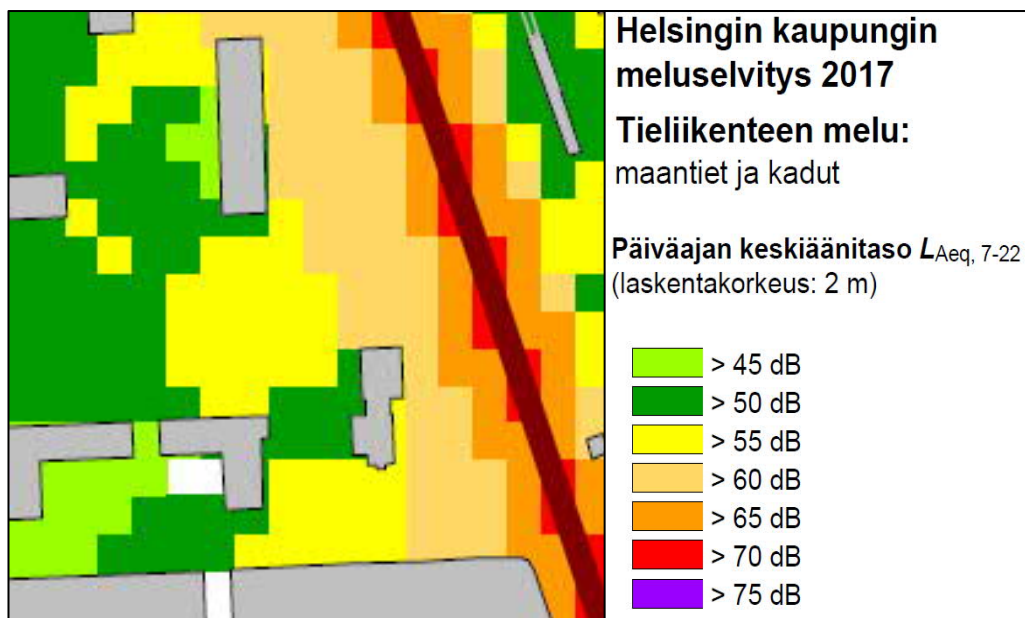 Helsingin kaupungin
meluselvitys 2017
Tieliikenteen melu:
maantiet ja kadut
Päiväajan keskiäänitaso LAeq, 7-22
(laskentakorkeus: 2 m)
> 45 dB
> 50 dB
> 55 dB
> 60 dB
> 65 dB
> 70 dB
> 75 dB